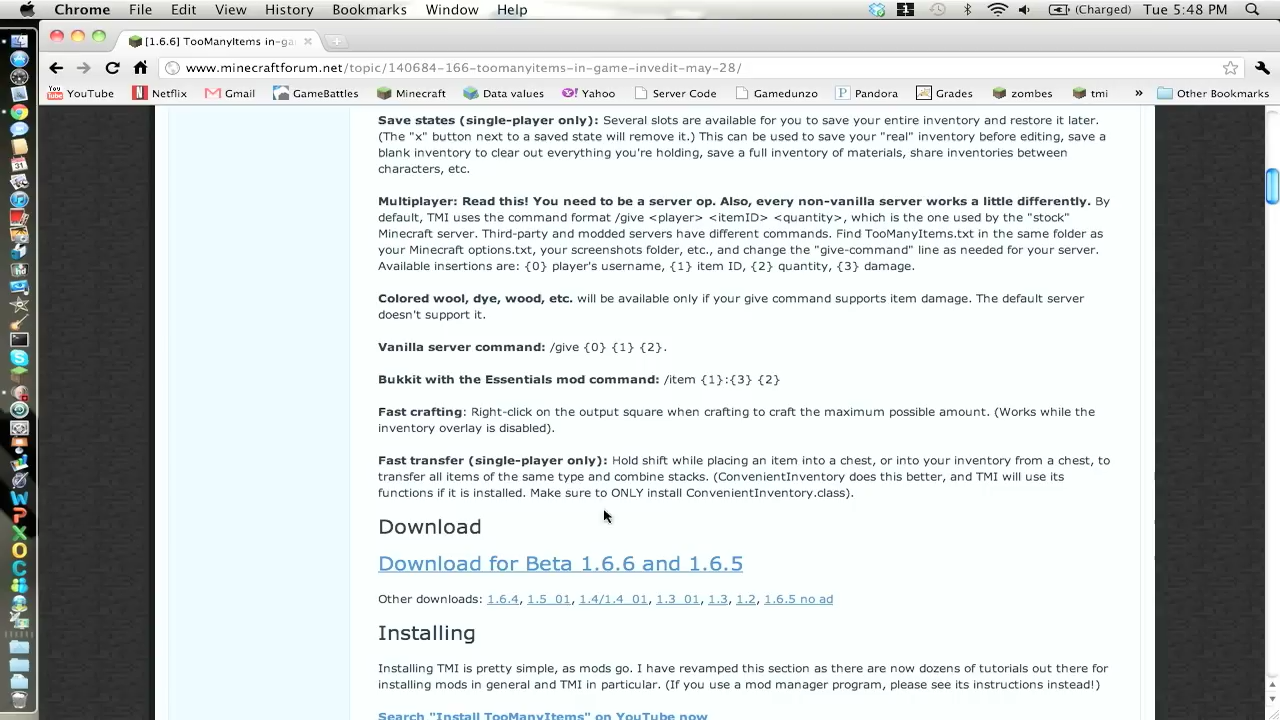 Chrome File Edit View History Bookmarks Window Help (Charged) Tue 5:48 PM
[1.6.6] TooManyItems in-ga
www.minecraftforum.net/topic/140684-166-toomanyitems-in-game-invedit-may-28/
YouTube Netflix Gmail GameBattles Minecraft Data values Yahoo Server Code Gamedunzo Pandora Grades zombes tmi » Other Bookmarks
Save states (single-player only): Several slots are available for you to save your entire inventory and restore it later.
(The "x" button next to a saved state will remove it.) This can be used to save your "real" inventory before editing, save a
blank inventory to clear out everything you're holding, save a full inventory of materials, share inventories between
characters, etc.
Multiplayer: Read this! You need to be a server op. Also, every non-vanilla server works a little differently. By
default, TMI uses the command format /give <player> <itemID> <quantity>, which is the one used by the "stock"
Minecraft server. Third-party and modded servers have different commands. Find TooManyItems.txt in the same folder as
your Minecraft options.txt, your screenshots folder, etc., and change the "give-command" line as needed for your server.
Available insertions are: {0} player's username, {1} item ID, {2} quantity, {3} damage.
Colored wool, dye, wood, etc. will be available only if your give command supports item damage. The default server
doesn't support it.
Vanilla server command: /give {0} {1} {2}.
Bukkit with the Essentials mod command: /item {1}:{3} {2}
Fast crafting: Right-click on the output square when crafting to craft the maximum possible amount. (Works while the
inventory overlay is disabled).
Fast transfer (single-player only): Hold shift while placing an item into a chest, or into your inventory from a chest, to
transfer all items of the same type and combine stacks. (ConvenientInventory does this better, and TMI will use its
functions if it is installed. Make sure to ONLY install ConvenientInventory.class).
Download
Download for Beta 1.6.6 and 1.6.5
Other downloads: 1.6.4, 1.5_01, 1.4/1.4_01, 1.3_01, 1.3, 1.2, 1.6.5 no ad
Installing
Installing TMI is pretty simple, as mods go. I have revamped this section as there are now dozens of tutorials out there for
installing mods in general and TMI in particular. (If you use a mod manager program, please see its instructions instead!)
Search "Install TooManyItems" on YouTube now